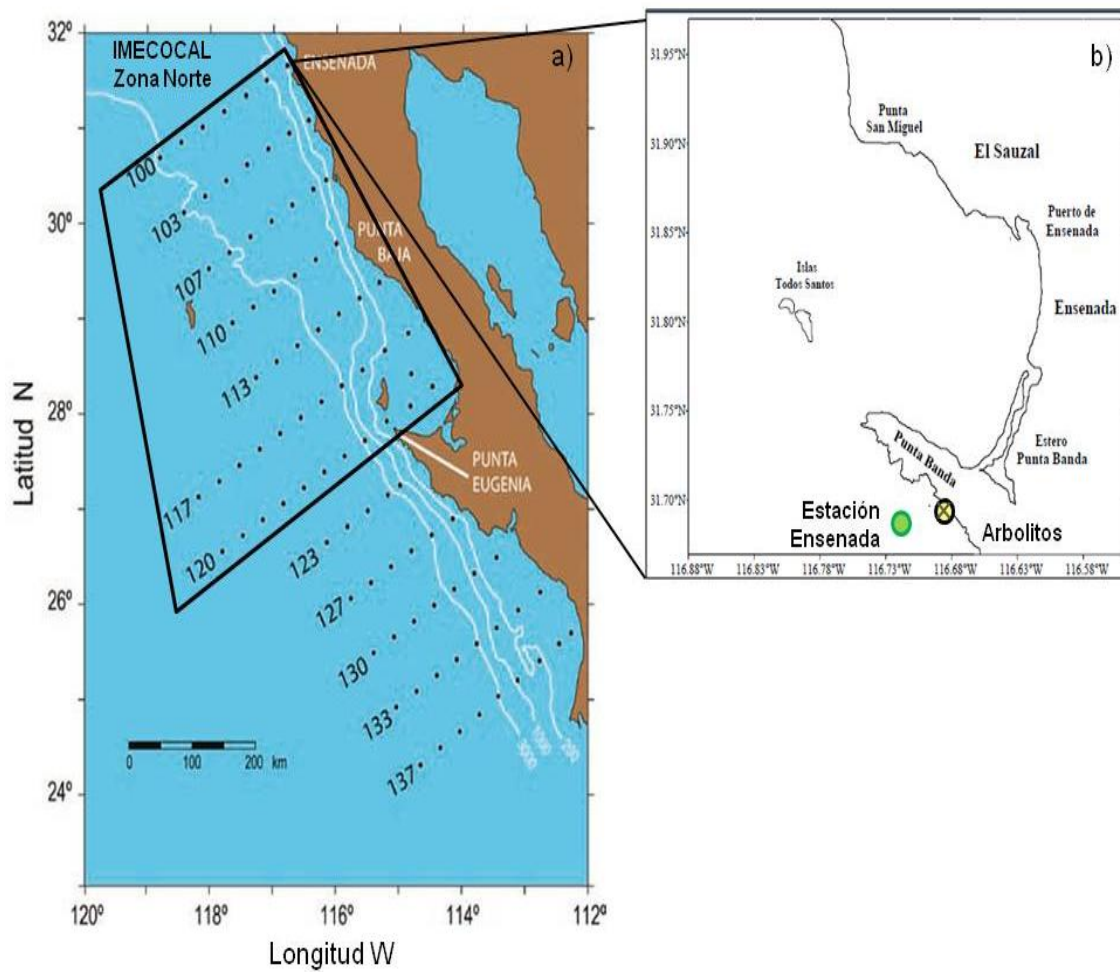 IMECOCAL
Zona Norte
a)
ENSENADA
PUNTA
BAJA
PUNTA
EUGENIA
100
103
107
110
113
117
120
123
127
130
133
137
3000
1000
200
0 100 200 km
32º
30º
28º
26º
24º
Latitud N
120º 118º 116º 114º 112º
Longitud W
b)
31.95°N
31.90°N
31.85°N
31.80°N
31.75°N
31.70°N
Punta
San Miguel
El Sauzal
Puerto de
Ensenada
Islas
Todos Santos
Ensenada
Punta Banda
Estero
Punta Banda
Estación
Ensenada
Arbolitos
116.88°W 116.83°W 116.78°W 116.73°W 116.68°W 116.63°W 116.58°W